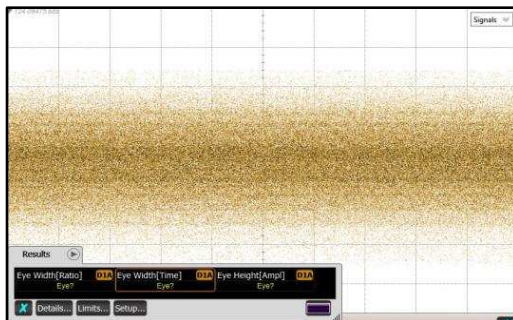 Signals
Results
Eye Width[Ratio] D1A Eye Width[Time] D1A Eye Height[Ampl] D1A
Eye? Eye? Eye?
X Details... Limits... Setup...